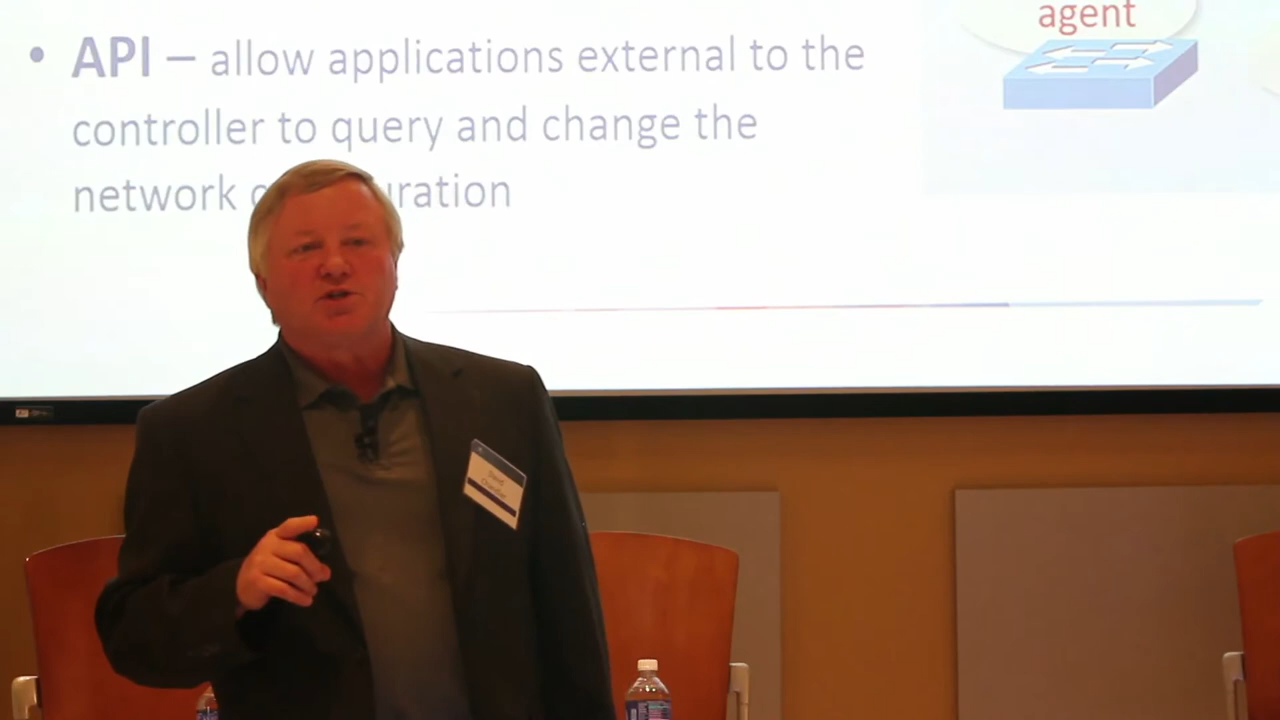 agent
• API – allow applications external to the
controller to query and change the
network